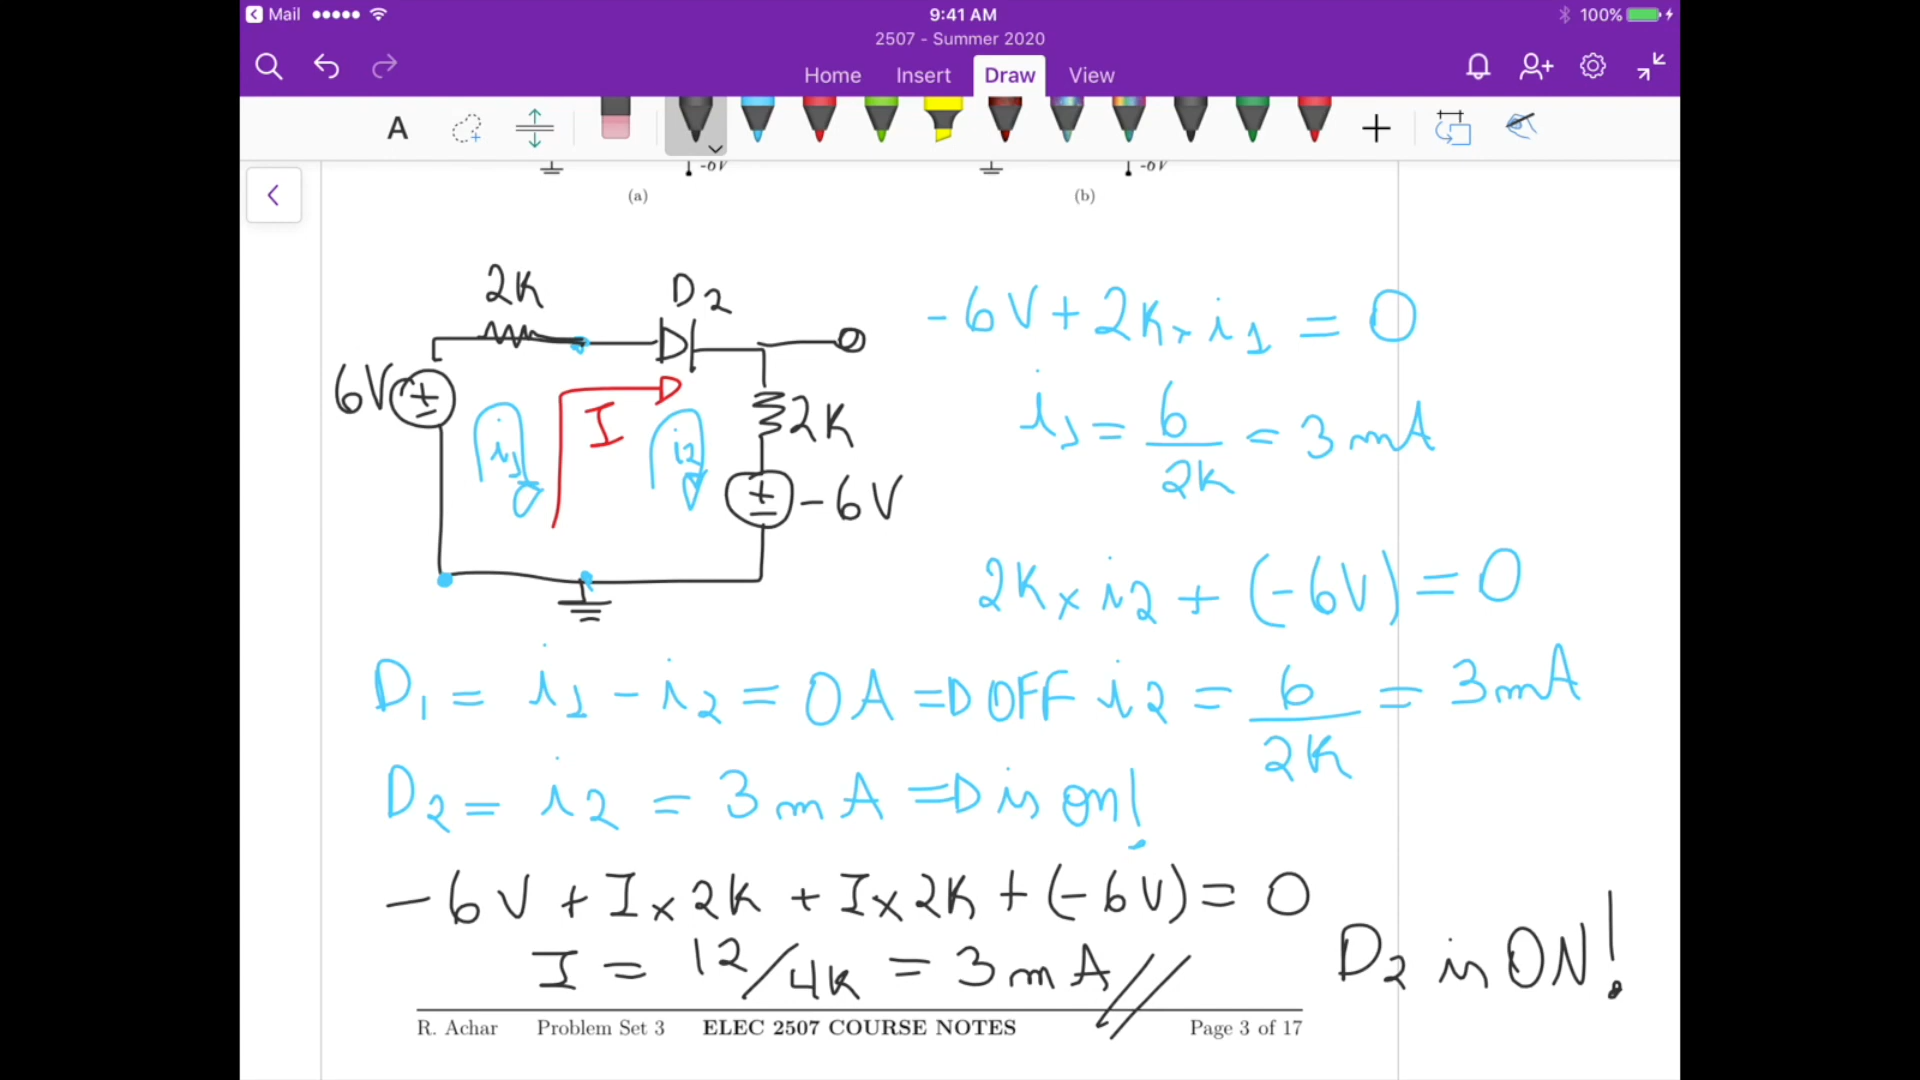 Mail 9:41 AM 100%
2507 - Summer 2020
Home Insert Draw View
A
-6V -6V
(a) (b)
2K D2
-6V + 2K × i1 = 0
6V
I
i1 i2
2K
-6V
i1 = 6/2K = 3mA
2K × i2 + (-6V) = 0
D1 = i1 - i2 = 0A => OFF
i2 = 6/2K = 3mA
D2 = i2 = 3mA => is on!
-6V + I × 2K + I × 2K + (-6V) = 0
I = 12/4K = 3mA//
D2 is ON!
R. Achar Problem Set 3 ELEC 2507 COURSE NOTES Page 3 of 17